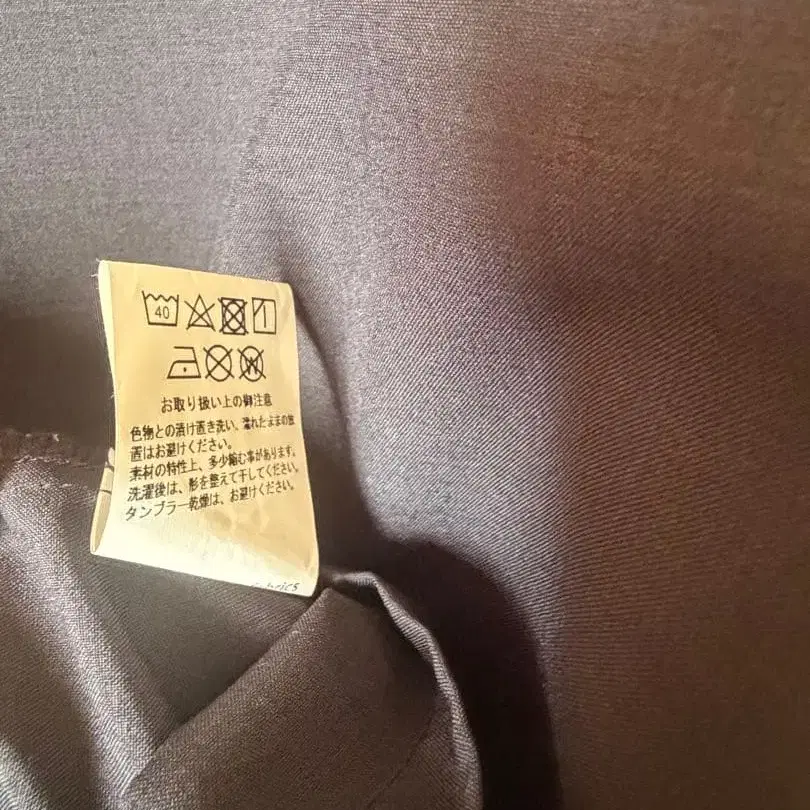 40
W
お取り扱い上の御注意
色物との漬け置き洗い、濡れたままの放
置はお避けください。
素材の特性上、多少縮む事があります。
洗濯後は、形を整えて干してください。
タンブラー乾燥は、お避けください。